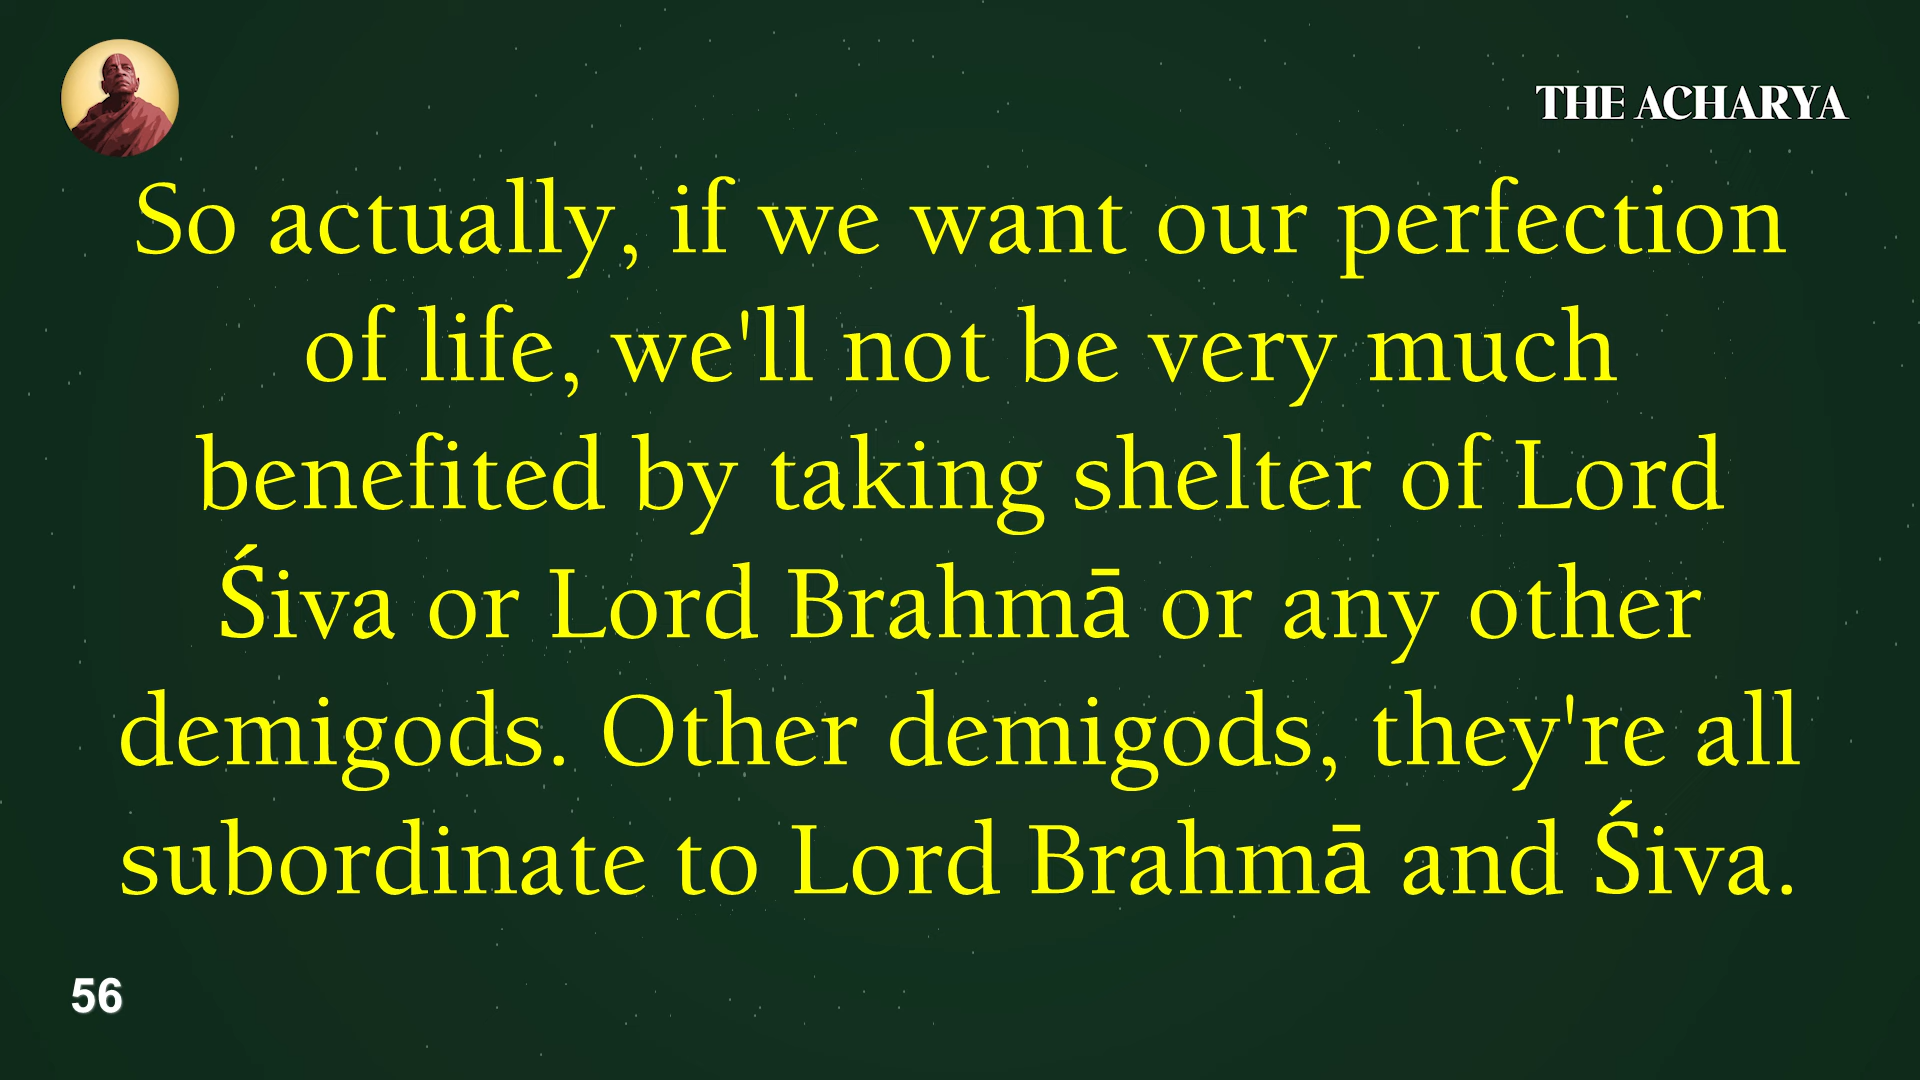 THE ACHARYA
So actually, if we want our perfection
of life, we'll not be very much
benefited by taking shelter of Lord
Śiva or Lord Brahmā or any other
demigods. Other demigods, they're all
subordinate to Lord Brahmā and Śiva.
56